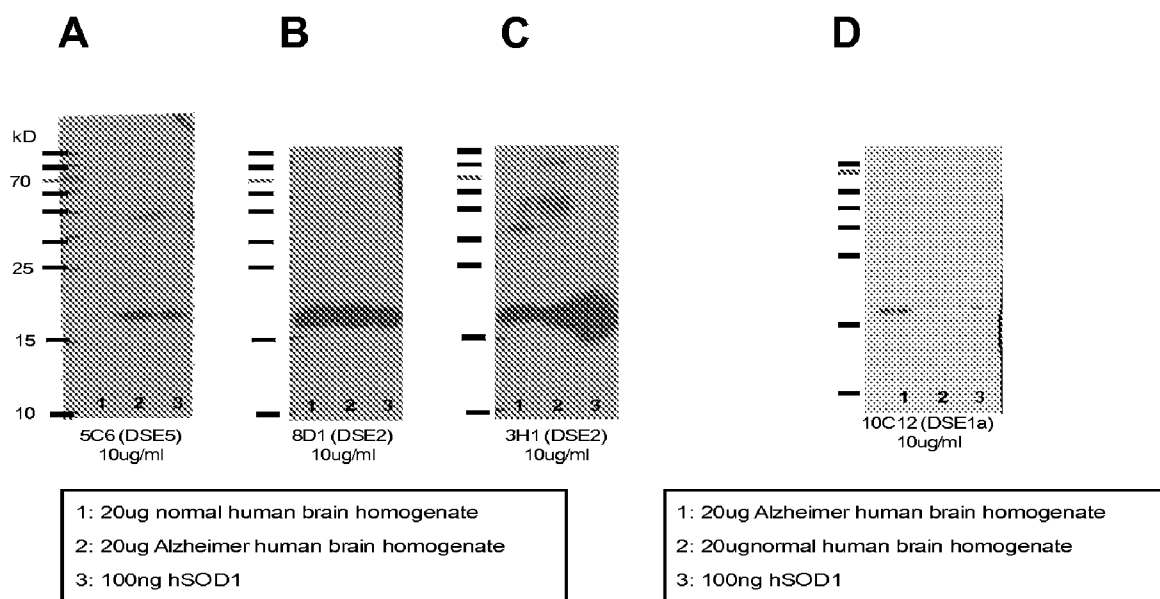 A
B
C
D
kD
70
25
15
10
1 2 3
1 2 3
1 2 3
1 2 3
5C6 (DSE5)
10ug/ml
8D1 (DSE2)
10ug/ml
3H1 (DSE2)
10ug/ml
10C12 (DSE1a)
10ug/ml
1: 20ug normal human brain homogenate
2: 20ug Alzheimer human brain homogenate
3: 100ng hSOD1
1: 20ug Alzheimer human brain homogenate
2: 20ugnormal human brain homogenate
3: 100ng hSOD1